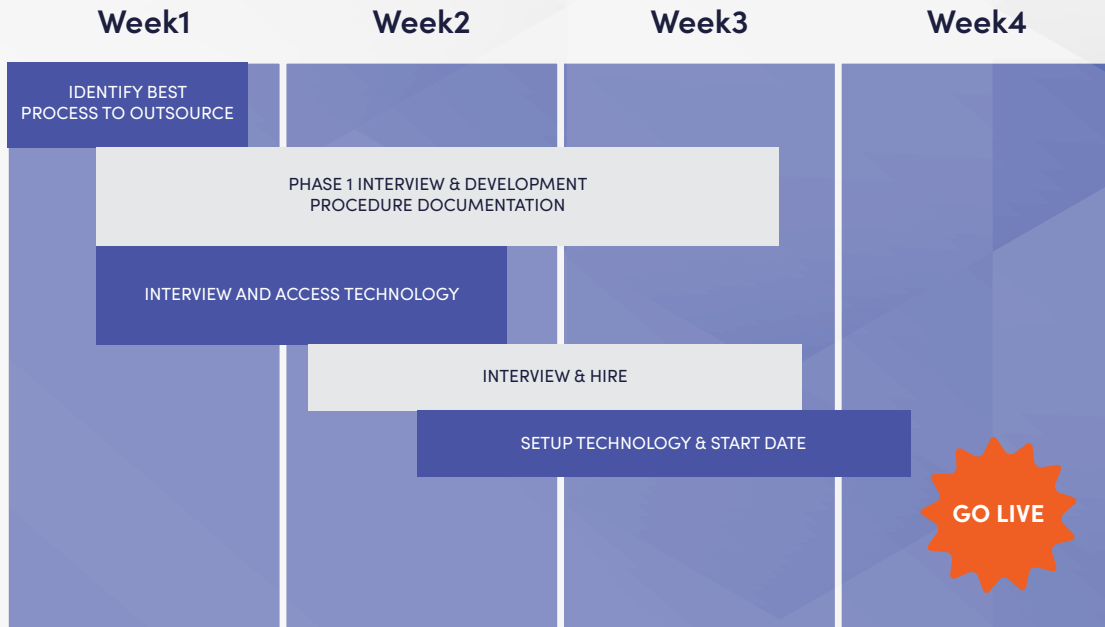 Week1
Week2
Week3
Week4
IDENTIFY BEST
PROCESS TO OUTSOURCE
PHASE 1 INTERVIEW & DEVELOPMENT
PROCEDURE DOCUMENTATION
INTERVIEW AND ACCESS TECHNOLOGY
INTERVIEW & HIRE
SETUP TECHNOLOGY & START DATE
GO LIVE